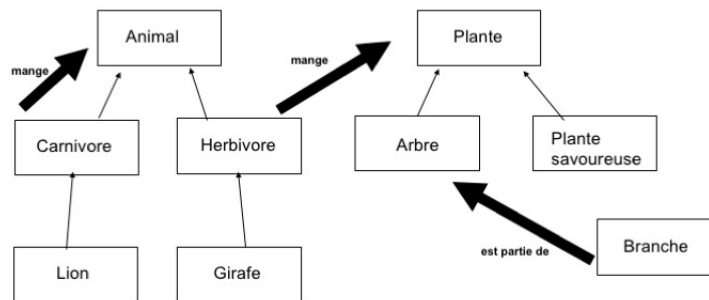 Animal
Plante
mange
mange
Carnivore
Herbivore
Arbre
Plante
savoureuse
est partie de
Branche
Lion
Girafe